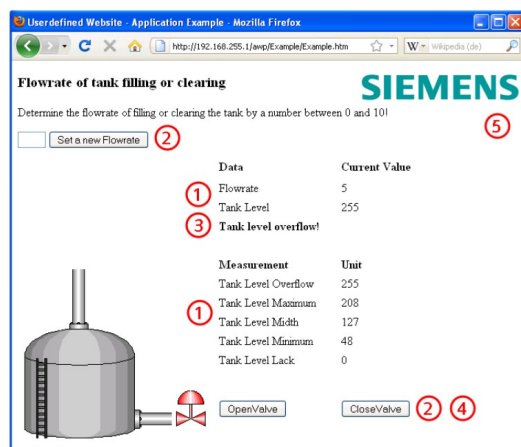 Userdefined Website - Application Example - Mozilla Firefox
http://192.168.255.1/awp/Example/Example.htm W Wikipedia (de)
Flowrate of tank filling or clearing
SIEMENS
Determine the flowrate of filling or clearing the tank by a number between 0 and 10!
5
Set a new Flowrate 2
Data Current Value
1 Flowrate 5
Tank Level 255
3 Tank level overflow!
Measurement Unit
Tank Level Overflow 255
1 Tank Level Maximum 208
Tank Level Midth 127
Tank Level Minimum 48
Tank Level Lack 0
OpenValve CloseValve 2 4